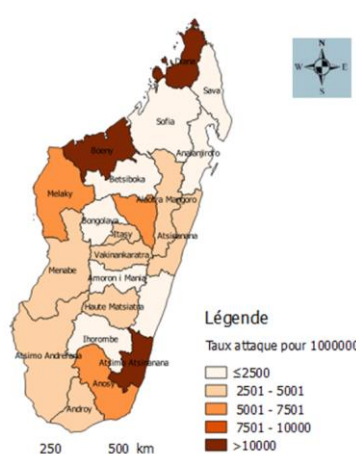 N
W E
S
Diana
Sava
Sofia
Analanjirofo
Boeny
Betsiboka
Melaky
Alaotra Mangoro
Bongolava
Itasy
Atsinanana
Vakinankaratra
Menabe
Amoron i Mania
Haute Matsiatra
Ihorombe
Atsimo Andrefana
Atsimo Atsinanana
Anosy
Androy
Légende
Taux attaque pour 1000000
≤2500
2501 - 5001
5001 - 7501
7501 - 10000
>10000
250 500 km